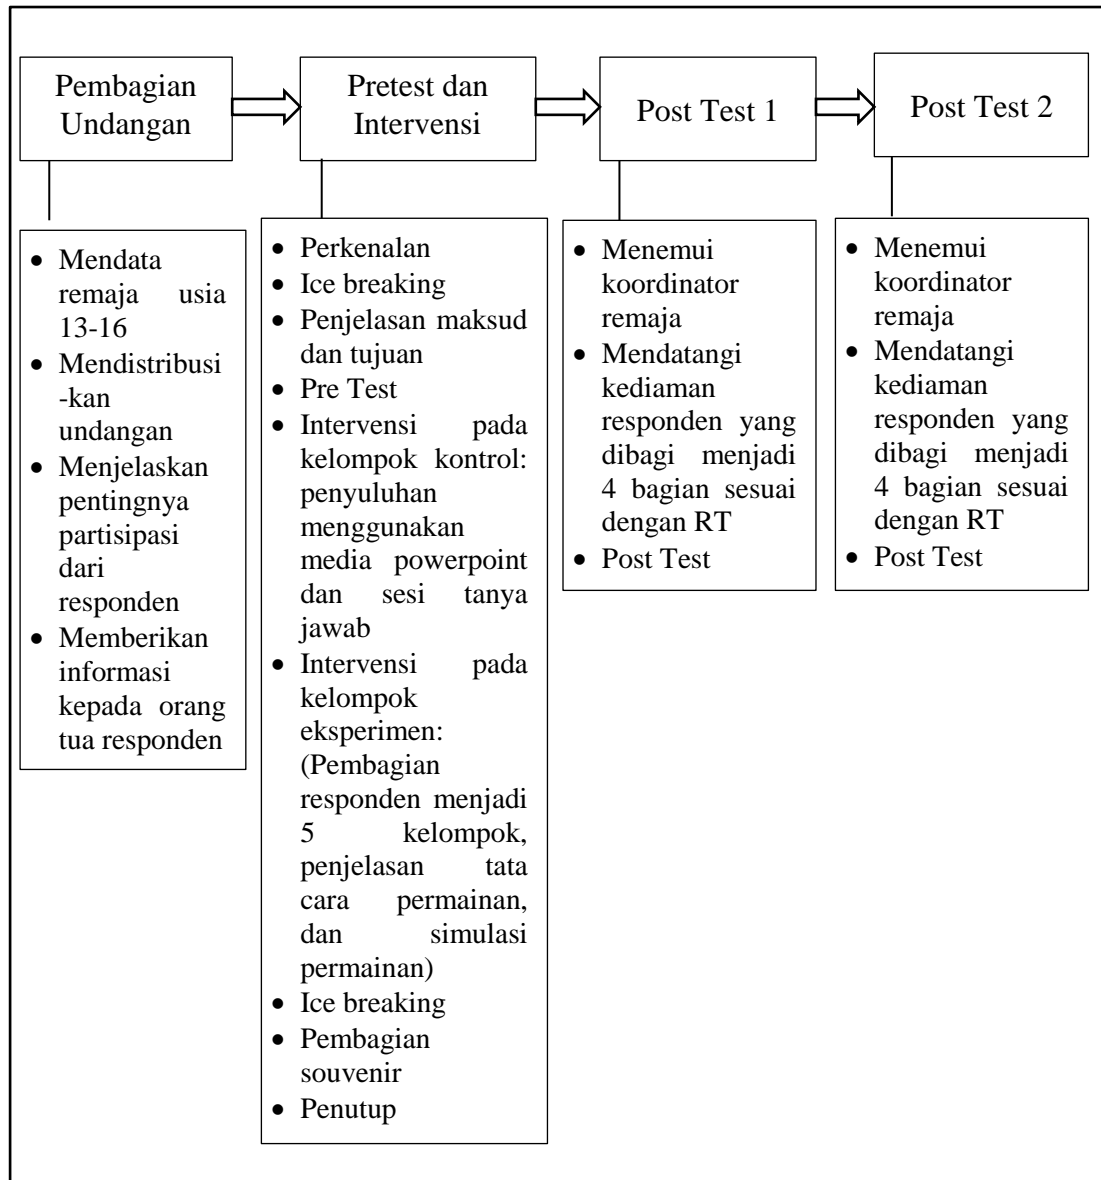 Pembagian
Undangan
Pretest dan
Intervensi
Post Test 1
Post Test 2
• Mendata
remaja usia
13-16
• Mendistribusi
-kan
undangan
• Menjelaskan
pentingnya
partisipasi
dari
responden
• Memberikan
informasi
kepada orang
tua responden
• Perkenalan
• Ice breaking
• Penjelasan maksud
dan tujuan
• Pre Test
• Intervensi pada
kelompok kontrol:
penyuluhan
menggunakan
media powerpoint
dan sesi tanya
jawab
• Intervensi pada
kelompok
eksperimen:
(Pembagian
responden menjadi
5 kelompok,
penjelasan tata
cara permainan,
dan simulasi
permainan)
• Ice breaking
• Pembagian
souvenir
• Penutup
• Menemui
koordinator
remaja
• Mendatangi
kediaman
responden yang
dibagi menjadi
4 bagian sesuai
dengan RT
• Post Test
• Menemui
koordinator
remaja
• Mendatangi
kediaman
responden yang
dibagi menjadi
4 bagian sesuai
dengan RT
• Post Test